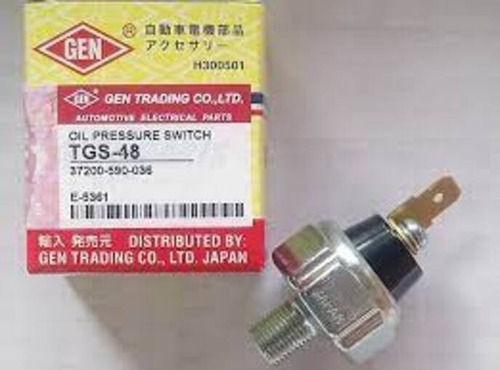 GEN ®
自動車電機部品
アクセサリー
H300501
GEN GEN TRADING CO.,LTD.
AUTOMOTIVE ELECTRICAL PARTS
OIL PRESSURE SWITCH
TGS-48
37200-590-036
E-5361
輸入 発売元 DISTRIBUTED BY:
GEN TRADING CO., LTD. JAPAN
JAPAN